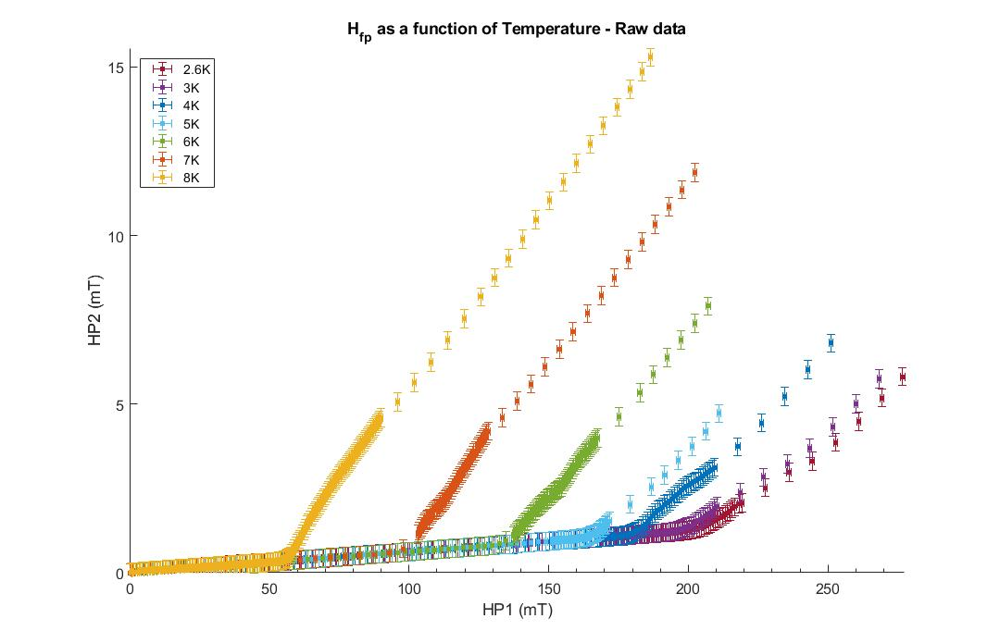 H_fp as a function of Temperature - Raw data
2.6K
3K
4K
5K
6K
7K
8K
15
10
5
0
HP2 (mT)
0 50 100 150 200 250
HP1 (mT)